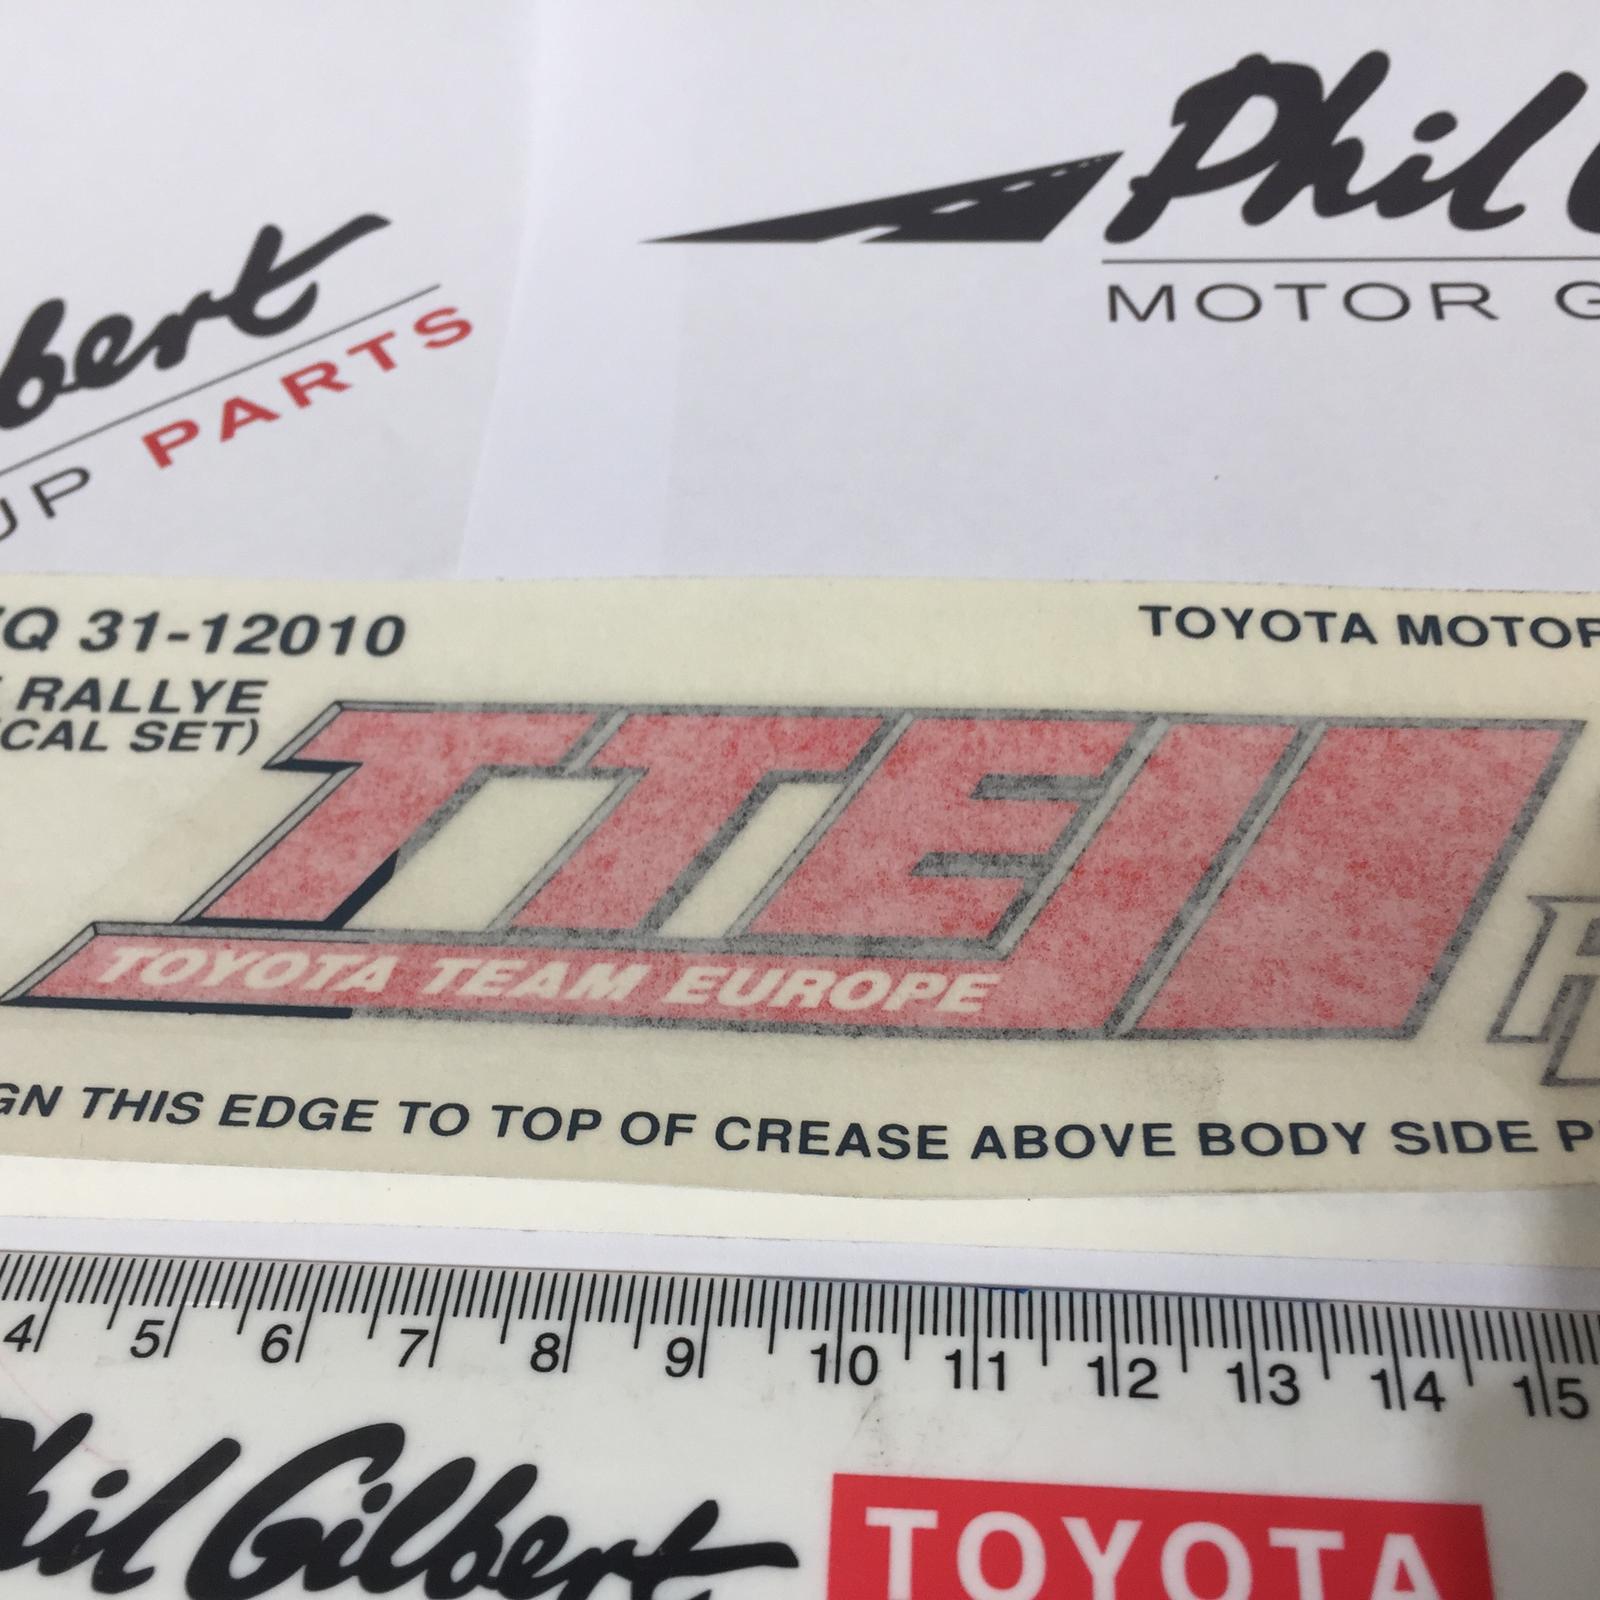 Phil
MOTOR G
bert
UP PARTS
Q 31-12010
TOYOTA MOTOR
RALLYE
CAL SET)
TTE
TOYOTA TEAM EUROPE
GN THIS EDGE TO TOP OF CREASE ABOVE BODY SIDE P
4 5 6 7 8 9 10 11 12 13 14 15
Phil Gilbert
TOYOTA